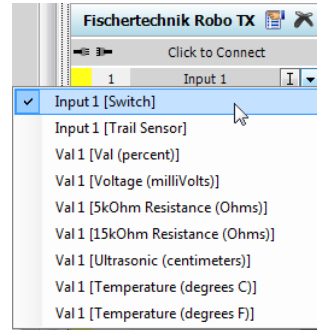 Fischertechnik Robo TX
Click to Connect
1 Input 1 I
Input 1 [Switch]
Input 1 [Trail Sensor]
Val 1 [Val (percent)]
Val 1 [Voltage (milliVolts)]
Val 1 [5kOhm Resistance (Ohms)]
Val 1 [15kOhm Resistance (Ohms)]
Val 1 [Ultrasonic (centimeters)]
Val 1 [Temperature (degrees C)]
Val 1 [Temperature (degrees F)]